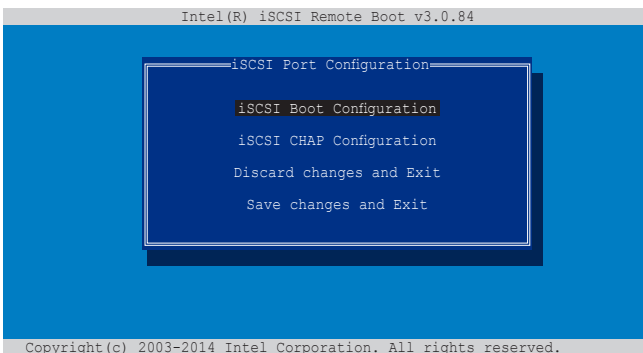 Intel(R) iSCSI Remote Boot v3.0.84
iSCSI Port Configuration
iSCSI Boot Configuration
iSCSI CHAP Configuration
Discard changes and Exit
Save changes and Exit
Copyright(c) 2003-2014 Intel Corporation. All rights reserved.